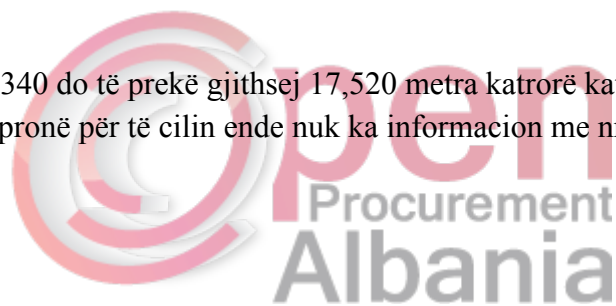 340 do të prekë gjithsej 17,520 metra katrorë
pronë për të cilin ende nuk ka informacion me
Open
Procurement
Albania